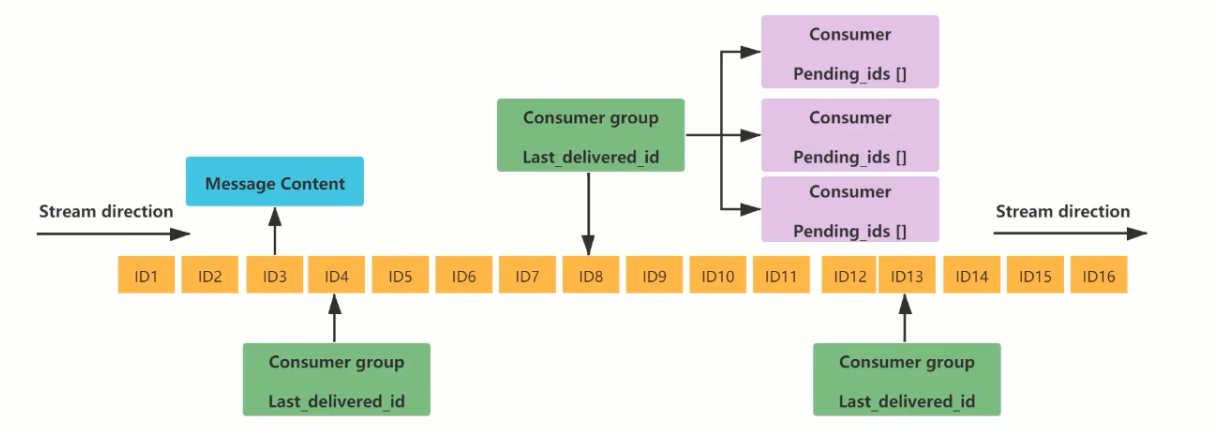 Consumer
Pending_ids []
Consumer group
Last_delivered_id
Consumer
Pending_ids []
Message Content
Consumer
Pending_ids []
Stream direction
Stream direction
ID1 ID2 ID3 ID4 ID5 ID6 ID7 ID8 ID9 ID10 ID11 ID12 ID13 ID14 ID15 ID16
Consumer group
Last_delivered_id
Consumer group
Last_delivered_id